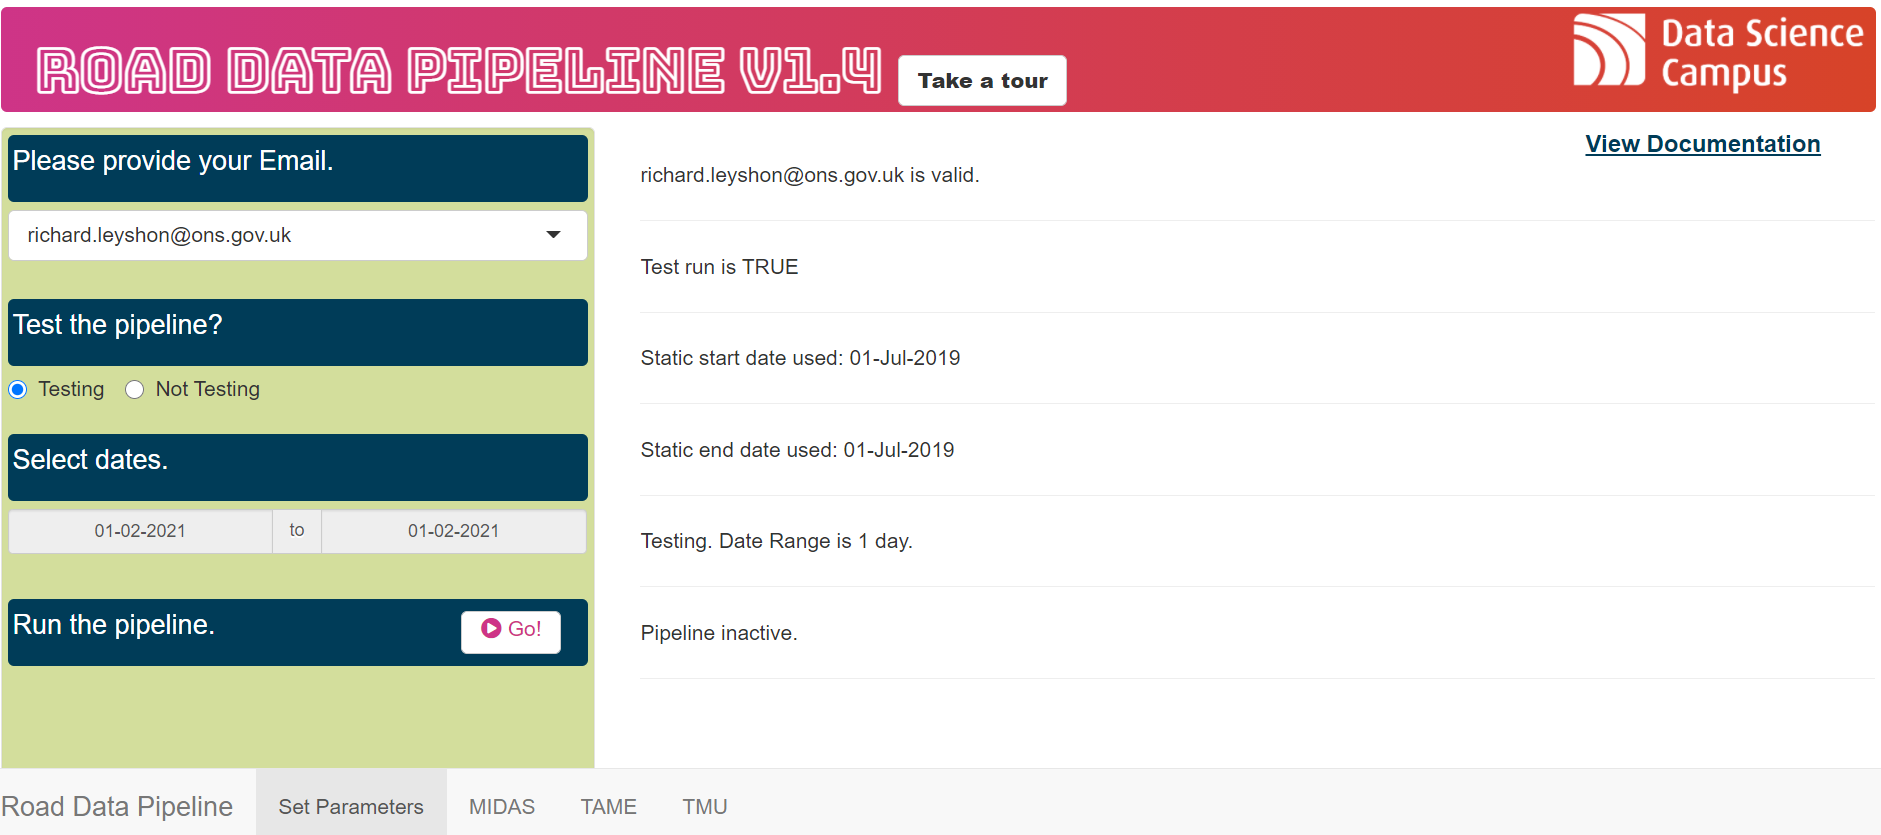 ROAD DATA PIPELINE V1.4
Take a tour
Data Science
Campus
Please provide your Email.
richard.leyshon@ons.gov.uk
Test the pipeline?
Testing
Not Testing
Select dates.
01-02-2021 to 01-02-2021
Run the pipeline.
Go!
View Documentation
richard.leyshon@ons.gov.uk is valid.
Test run is TRUE
Static start date used: 01-Jul-2019
Static end date used: 01-Jul-2019
Testing. Date Range is 1 day.
Pipeline inactive.
Road Data Pipeline
Set Parameters
MIDAS
TAME
TMU